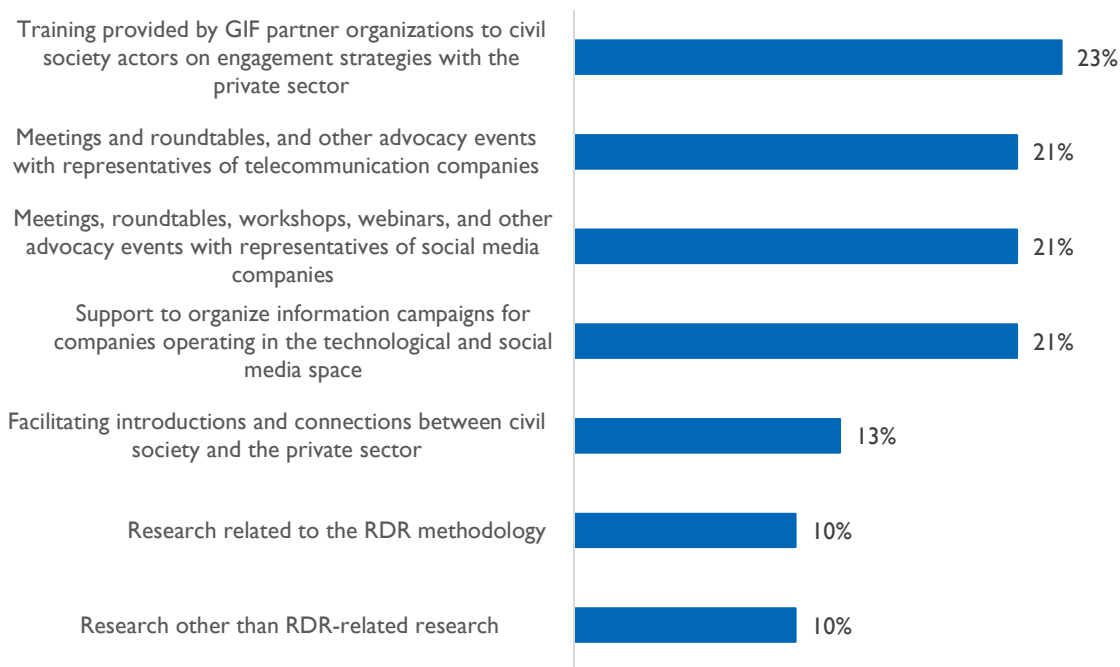 Training provided by GIF partner organizations to civil
society actors on engagement strategies with the
private sector
23%
Meetings and roundtables, and other advocacy events
with representatives of telecommunication companies
21%
Meetings, roundtables, workshops, webinars, and other
advocacy events with representatives of social media
companies
21%
Support to organize information campaigns for
companies operating in the technological and social
media space
21%
Facilitating introductions and connections between civil
society and the private sector
13%
Research related to the RDR methodology
10%
Research other than RDR-related research
10%